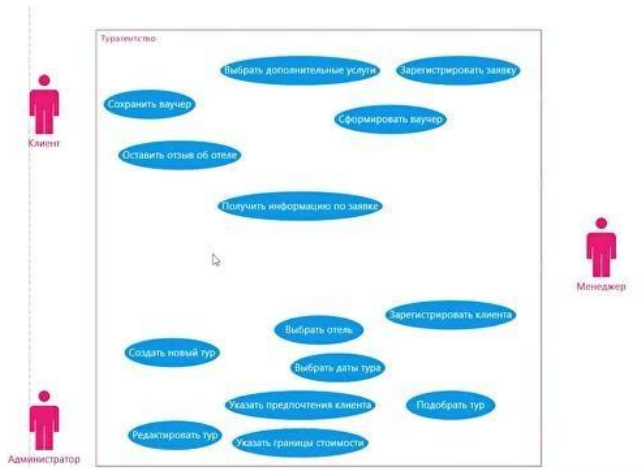 Турагентство
Выбрать дополнительные услуги
Зарегистрировать заявку
Сохранить ваучер
Сформировать ваучер
Клиент
Оставить отзыв об отеле
Получить информацию по заявке
Менеджер
Зарегистрировать клиента
Выбрать отель
Создать новый тур
Выбрать даты тура
Указать предпочтения клиента
Подобрать тур
Редактировать тур
Указать границы стоимости
Администратор